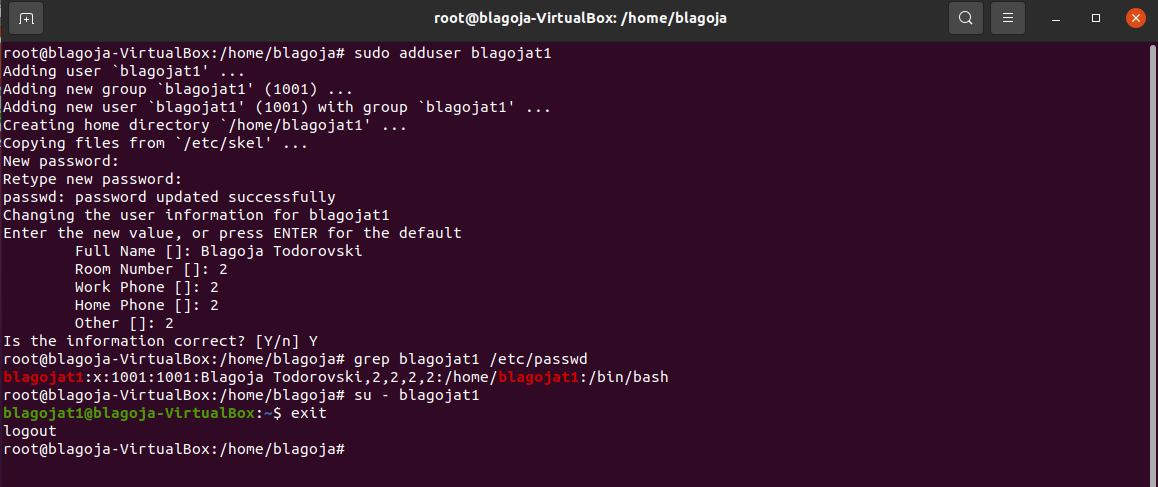 root@blagoja-VirtualBox: /home/blagoja
root@blagoja-VirtualBox:/home/blagoja# sudo adduser blagojat1
Adding user `blagojat1' ...
Adding new group `blagojat1' (1001) ...
Adding new user `blagojat1' (1001) with group `blagojat1' ...
Creating home directory `/home/blagojat1' ...
Copying files from `/etc/skel' ...
New password:
Retype new password:
passwd: password updated successfully
Changing the user information for blagojat1
Enter the new value, or press ENTER for the default
        Full Name []: Blagoja Todorovski
        Room Number []: 2
        Work Phone []: 2
        Home Phone []: 2
        Other []: 2
Is the information correct? [Y/n] Y
root@blagoja-VirtualBox:/home/blagoja# grep blagojat1 /etc/passwd
blagojat1:x:1001:1001:Blagoja Todorovski,2,2,2,2:/home/blagojat1:/bin/bash
root@blagoja-VirtualBox:/home/blagoja# su - blagojat1
blagojat1@blagoja-VirtualBox:~$ exit
logout
root@blagoja-VirtualBox:/home/blagoja#